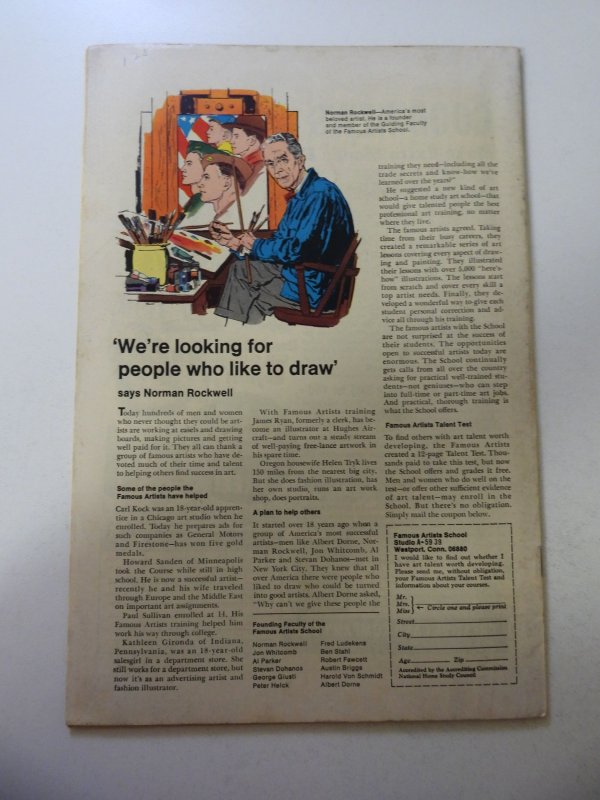 Norman Rockwell—America's most
beloved artist. He is a founder
and member of the Guiding Faculty
of the Famous Artists School.
'We're looking for
people who like to draw'
says Norman Rockwell
Today hundreds of men and women
who never thought they could be art-
ists are working at easels and drawing
boards, making pictures and getting
well paid for it. They all can thank a
group of famous artists who have de-
voted much of their time and talent
to helping others find success in art.
Some of the people the
Famous Artists have helped
Carl Kock was an 18-year-old appren-
tice in a Chicago art studio when he
enrolled. Today he prepares ads for
such companies as General Motors
and Firestone—has won five gold
medals.
Howard Sanden of Minneapolis
took the Course while still in high
school. He is now a successful artist—
recently he and his wife traveled
through Europe and the Middle East
on important art assignments.
Paul Sullivan enrolled at 14. His
Famous Artists training helped him
work his way through college.
Kathleen Gironda of Indiana,
Pennsylvania, was an 18-year-old
salesgirl in a department store. She
still works for a department store, but
now it's as an advertising artist and
fashion illustrator.
With Famous Artists training
James Ryan, formerly a clerk, has be-
come an illustrator at Hughes Air-
craft—and turns out a steady stream
of well-paying free-lance artwork in
his spare time.
Oregon housewife Helen Tryk lives
150 miles from the nearest big city.
But she does fashion illustration, has
her own studio, runs an art work
shop, does portraits.
A plan to help others
It started over 18 years ago when a
group of America's most successful
artists—men like Albert Dorne, Nor-
man Rockwell, Jon Whitcomb, Al
Parker and Stevan Dohanos—met in
New York City. They knew that all
over America there were people who
liked to draw who could be turned
into good artists. Albert Dorne asked,
"Why can't we give these people the
Founding Faculty of the
Famous Artists School
Norman Rockwell Fred Ludekens
Jon Whitcomb Ben Stahl
Al Parker Robert Fawcett
Stevan Dohanos Austin Briggs
George Giusti Harold Von Schmidt
Peter Helck Albert Dorne
training they need—including all the
trade secrets and know-how we've
learned over the years?"
He suggested a new kind of art
school—a home study art school—that
would give talented people the best
professional art training, no matter
where they live.
The famous artists agreed. Taking
time from their busy careers, they
created a remarkable series of art
lessons covering every aspect of draw-
ing and painting. They illustrated
their lessons with over 5,000 "here's-
how" illustrations. The lessons start
from scratch and cover every skill a
top artist needs. Finally, they de-
veloped a wonderful way to give each
student personal correction and ad-
vice all through his training.
The famous artists with the School
are not surprised at the success of
their students. The opportunities
open to successful artists today are
enormous. The School continually
gets calls from all over the country
asking for practical well-trained stu-
dents—not geniuses—who can step
into full-time or part-time art jobs.
And practical, thorough training is
what the School offers.
Famous Artists Talent Test
To find others with art talent worth
developing, the Famous Artists
created a 12-page Talent Test. Thou-
sands paid to take this test, but now
the School offers and grades it free.
Men and women who do well on the
test—or offer other sufficient evidence
of art talent—may enroll in the
School. But there's no obligation.
Simply mail the coupon below.
Famous Artists School
Studio A-59 39
Westport, Conn. 06880
I would like to find out whether I
have art talent worth developing.
Please send me, without obligation,
your Famous Artists Talent Test and
information about your courses.
Mr.
Mrs. Circle one and please print
Miss
Street
City
State
Age Zip
Accredited by the Accrediting Commission
National Home Study Council